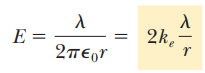 E = λ / 2πϵ₀r = 2kₑ λ / r